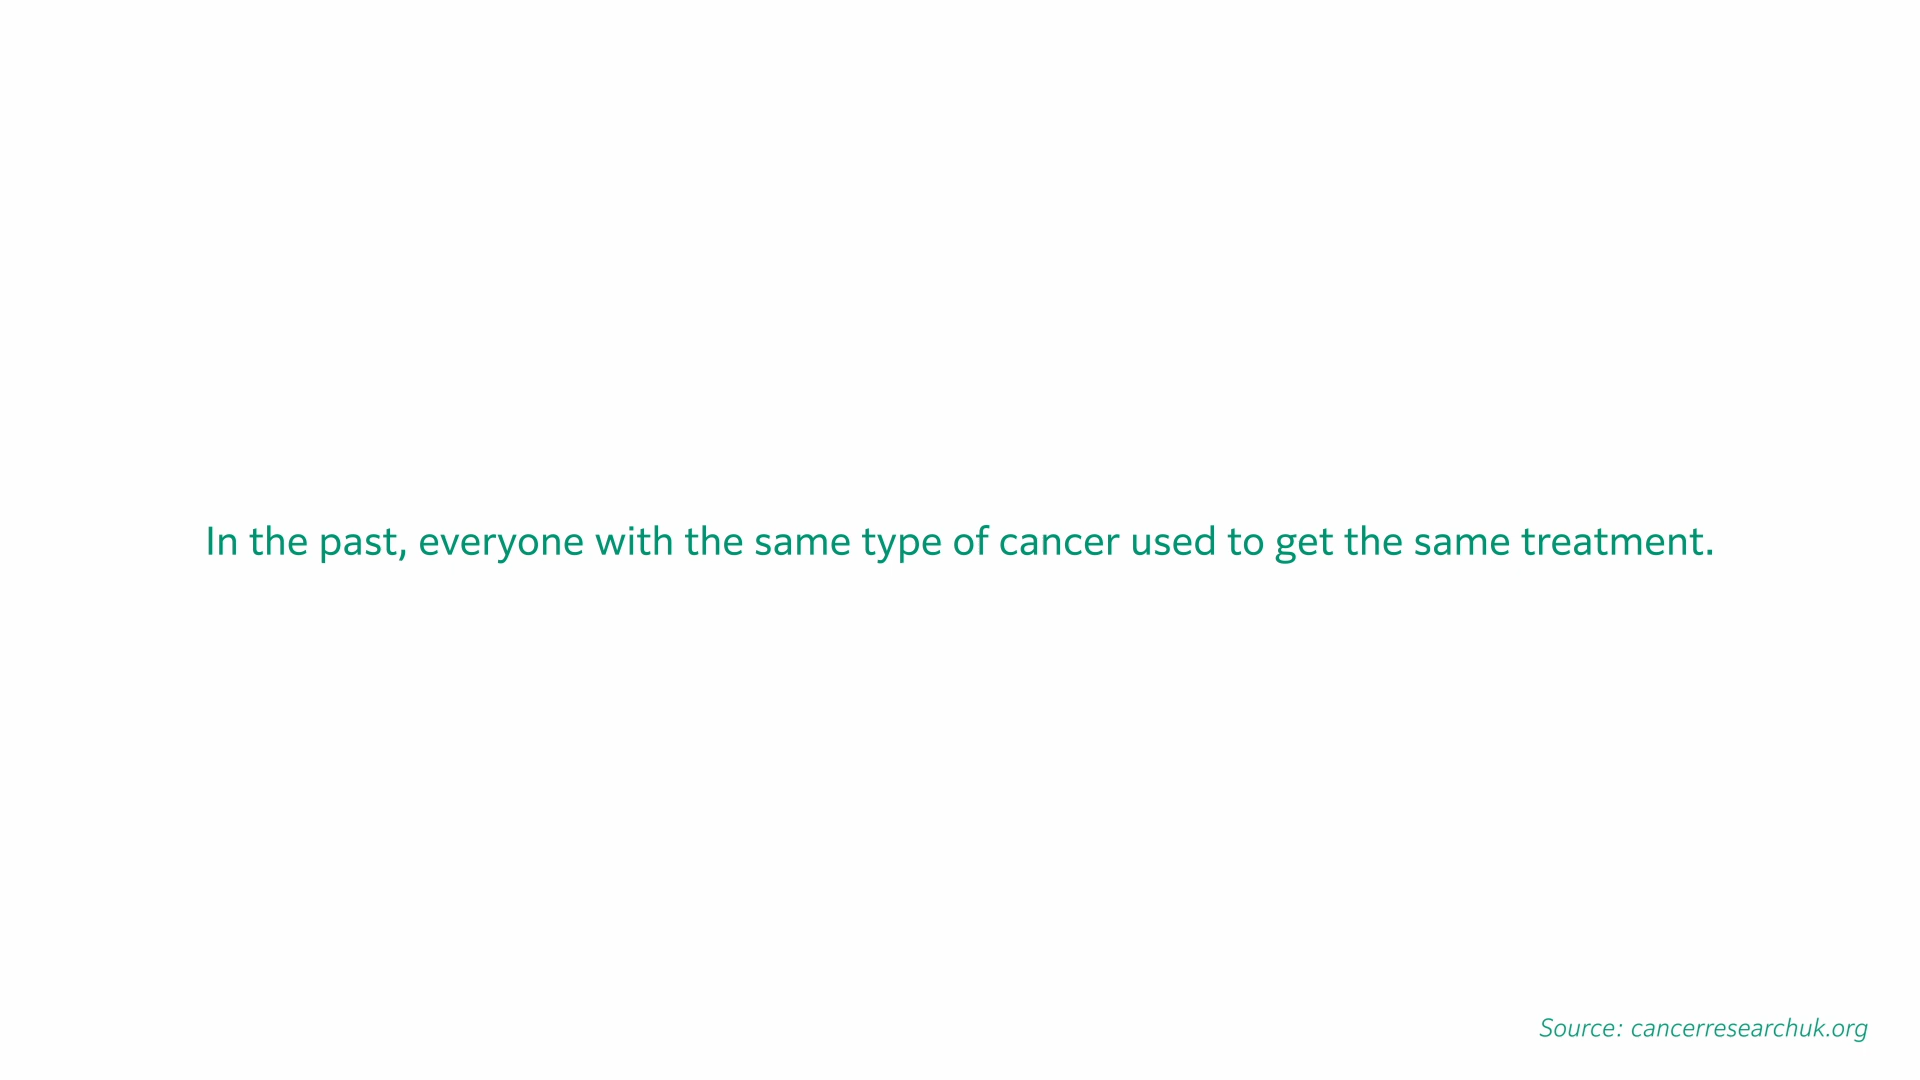 In the past, everyone with the same type of cancer used to get the same treatment.
Source: cancerresearchuk.org